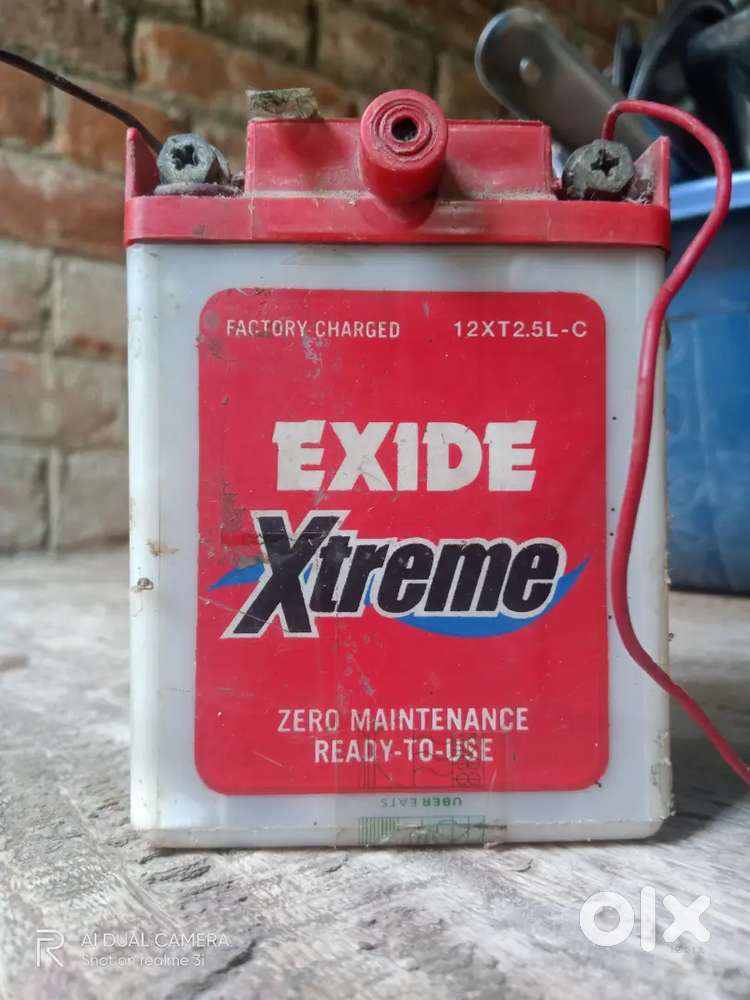 FACTORY CHARGED 12XT2.5L-C
EXIDE
Xtreme
ZERO MAINTENANCE
READY-TO-USE
UBER EATS
olx
R
AI DUAL CAMERA
Shot on realme 3i